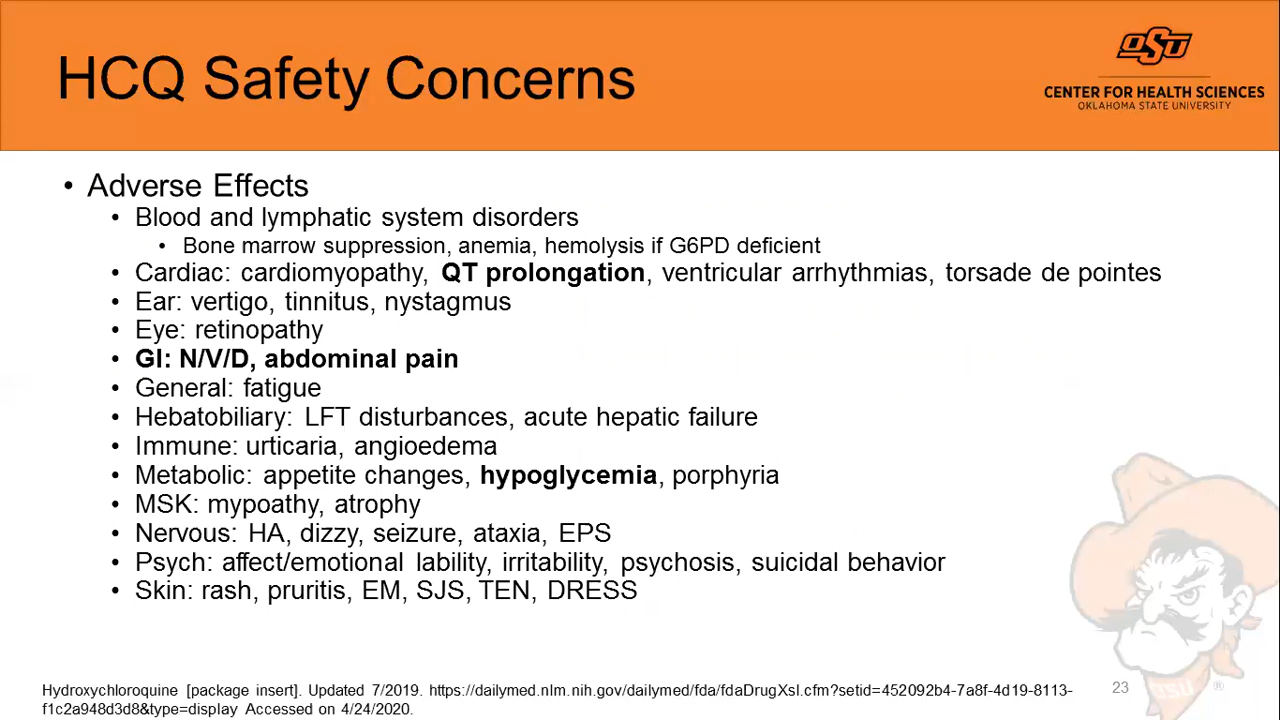 HCQ Safety Concerns
OSU
CENTER FOR HEALTH SCIENCES
OKLAHOMA STATE UNIVERSITY
• Adverse Effects
• Blood and lymphatic system disorders
• Bone marrow suppression, anemia, hemolysis if G6PD deficient
• Cardiac: cardiomyopathy, QT prolongation, ventricular arrhythmias, torsade de pointes
• Ear: vertigo, tinnitus, nystagmus
• Eye: retinopathy
• GI: N/V/D, abdominal pain
• General: fatigue
• Hebatobiliary: LFT disturbances, acute hepatic failure
• Immune: urticaria, angioedema
• Metabolic: appetite changes, hypoglycemia, porphyria
• MSK: mypoathy, atrophy
• Nervous: HA, dizzy, seizure, ataxia, EPS
• Psych: affect/emotional lability, irritability, psychosis, suicidal behavior
• Skin: rash, pruritis, EM, SJS, TEN, DRESS
Hydroxychloroquine [package insert]. Updated 7/2019. https://dailymed.nlm.nih.gov/dailymed/fda/fdaDrugXsl.cfm?setid=452092b4-7a8f-4d19-8113-
f1c2a948d3d8&type=display Accessed on 4/24/2020.
23
OSU
®